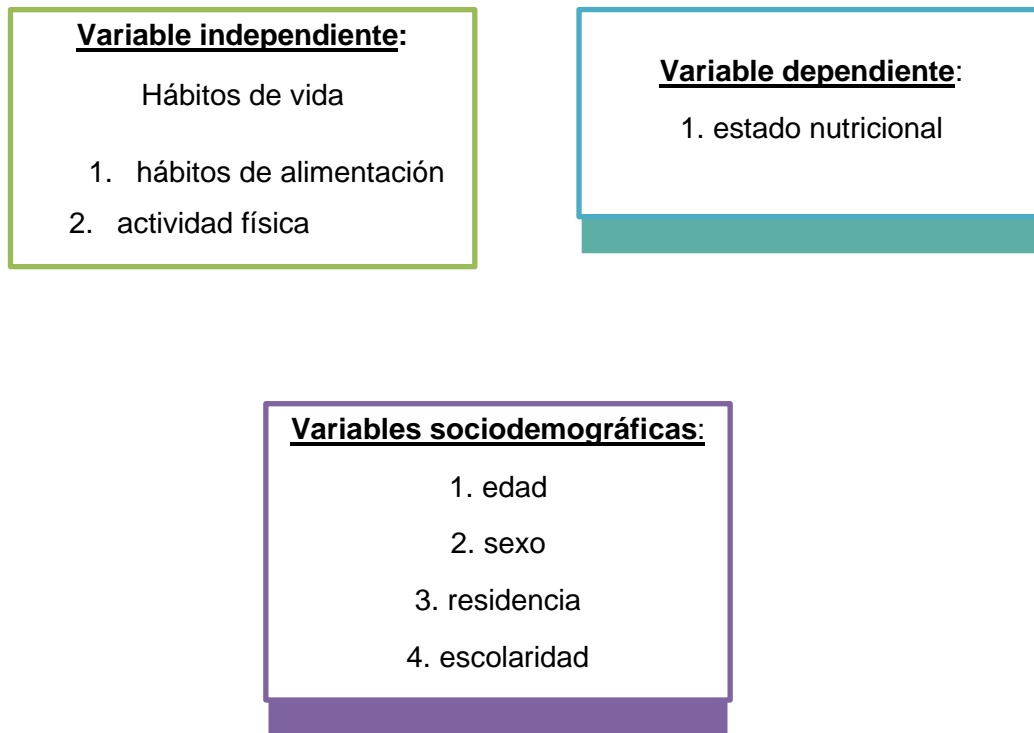 Variable independiente:
Hábitos de vida
1. hábitos de alimentación
2. actividad física
Variable dependiente:
1. estado nutricional
Variables sociodemográficas:
1. edad
2. sexo
3. residencia
4. escolaridad